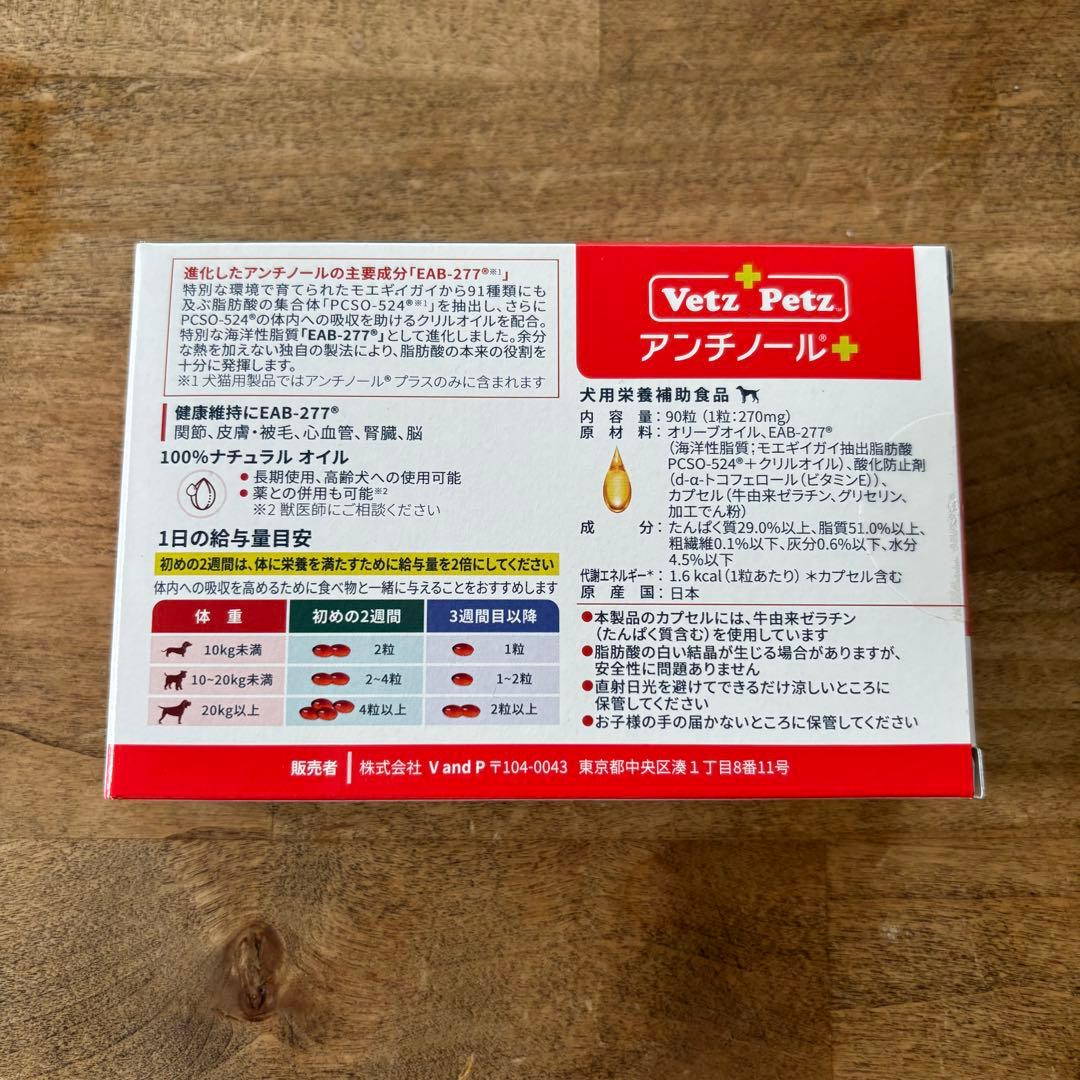 進化したアンチノールの主要成分「EAB-277®※1」
特別な環境で育てられたモエギイガイから91種類にも
及ぶ脂肪酸の集合体「PCSO-524®※1」を抽出し、さらに
PCSO-524®の体内への吸収を助けるクリルオイルを配合。
特別な海洋性脂質「EAB-277®」として進化しました。余分
な熱を加えない独自の製法により、脂肪酸の本来の役割を
十分に発揮します。
※1 犬猫用製品ではアンチノール® プラスのみに含まれます
健康維持にEAB-277®
関節、皮膚・被毛、心血管、腎臓、脳
100%ナチュラル オイル
●長期使用、高齢犬への使用可能
●薬との併用も可能※2
※2 獣医師にご相談ください
1日の給与量目安
初めの2週間は、体に栄養を満たすために給与量を2倍にしてください
体内への吸収を高めるために食べ物と一緒に与えることをおすすめします
体 重 初めの2週間 3週間目以降
10kg未満 2粒 1粒
10~20kg未満 2~4粒 1~2粒
20kg以上 4粒以上 2粒以上
Vetz Petz™
アンチノール®+
犬用栄養補助食品
内容量:90粒(1粒:270mg)
原材料:オリーブオイル、EAB-277®
(海洋性脂質;モエギイガイ抽出脂肪酸
PCSO-524®+クリルオイル)、酸化防止剤
(d-α-トコフェロール(ビタミンE))、
カプセル(牛由来ゼラチン、グリセリン、
加工でん粉)
成分:たんぱく質29.0%以上、脂質51.0%以上、
粗繊維0.1%以下、灰分0.6%以下、水分
4.5%以下
代謝エネルギー*:1.6 kcal(1粒あたり)*カプセル含む
原産国:日本
●本製品のカプセルには、牛由来ゼラチン
(たんぱく質含む)を使用しています
●脂肪酸の白い結晶が生じる場合がありますが、
安全性に問題ありません
●直射日光を避けてできるだけ涼しいところに
保管してください
●お子様の手の届かないところに保管してください
販売者 株式会社 V and P 〒104-0043 東京都中央区湊1丁目8番11号